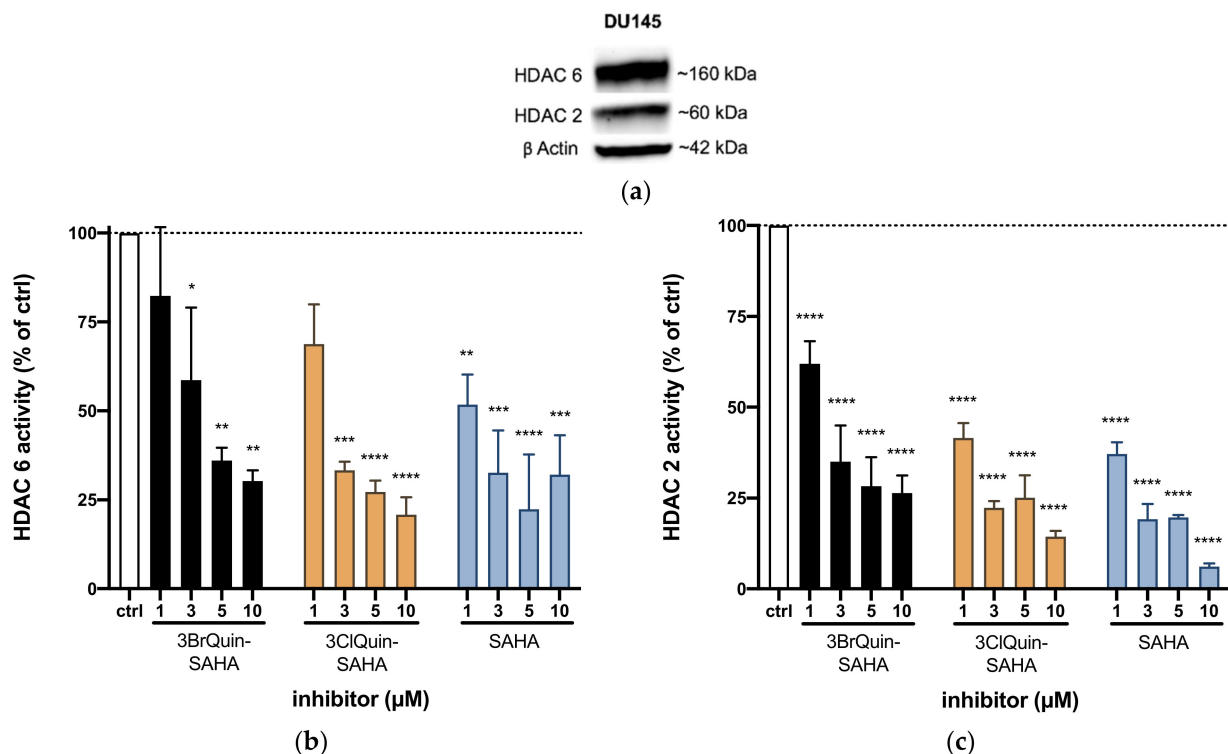 DU145
HDAC 6 ~160 kDa
HDAC 2 ~60 kDa
β Actin ~42 kDa
(a)
HDAC 6 activity (% of ctrl)
100
75
50
25
0
* ** **
*** **** ****
** *** **** ***
ctrl 1 3 5 10 1 3 5 10 1 3 5 10
3BrQuin-
SAHA
3ClQuin-
SAHA
SAHA
inhibitor (µM)
(b)
HDAC 2 activity (% of ctrl)
100
75
50
25
0
**** **** **** ****
**** **** **** ****
**** **** **** ****
ctrl 1 3 5 10 1 3 5 10 1 3 5 10
3BrQuin-
SAHA
3ClQuin-
SAHA
SAHA
inhibitor (µM)
(c)